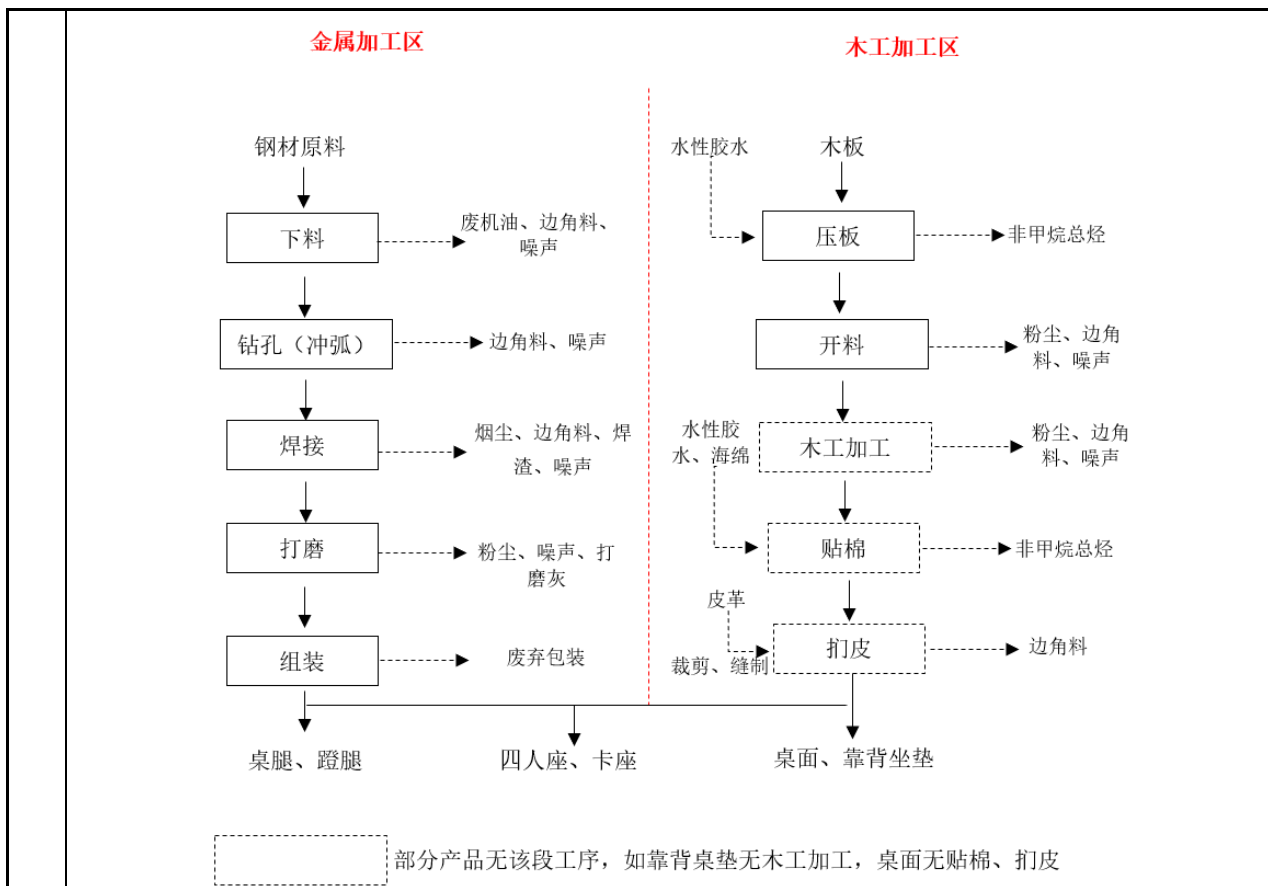 金属加工区
木工加工区
钢材原料
下料
废机油、边角料、
噪声
钻孔（冲弧）
边角料、噪声
焊接
烟尘、边角料、焊
渣、噪声
打磨
粉尘、噪声、打
磨灰
组装
废弃包装
水性胶水
木板
压板
非甲烷总烃
开料
粉尘、边角
料、噪声
水性胶
水、海绵
木工加工
粉尘、边角
料、噪声
贴棉
非甲烷总烃
皮革
裁剪、缝制
扪皮
边角料
桌腿、蹬腿
四人座、卡座
桌面、靠背坐垫
部分产品无该段工序，如靠背桌垫无木工加工，桌面无贴棉、扪皮